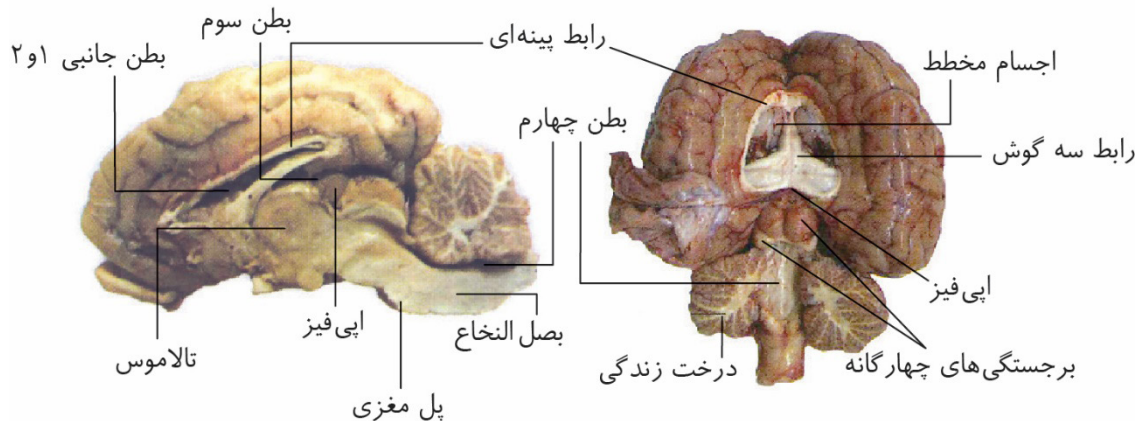 بطن سوم
رابط پینه‌ای
اجسام مخطط
بطن جانبی ۱و۲
بطن چهارم
رابط سه گوش
اپی‌فیز
اپی‌فیز
بصل النخاع
تالاموس
درخت زندگی
برجستگی‌های چهارگانه
پل مغزی